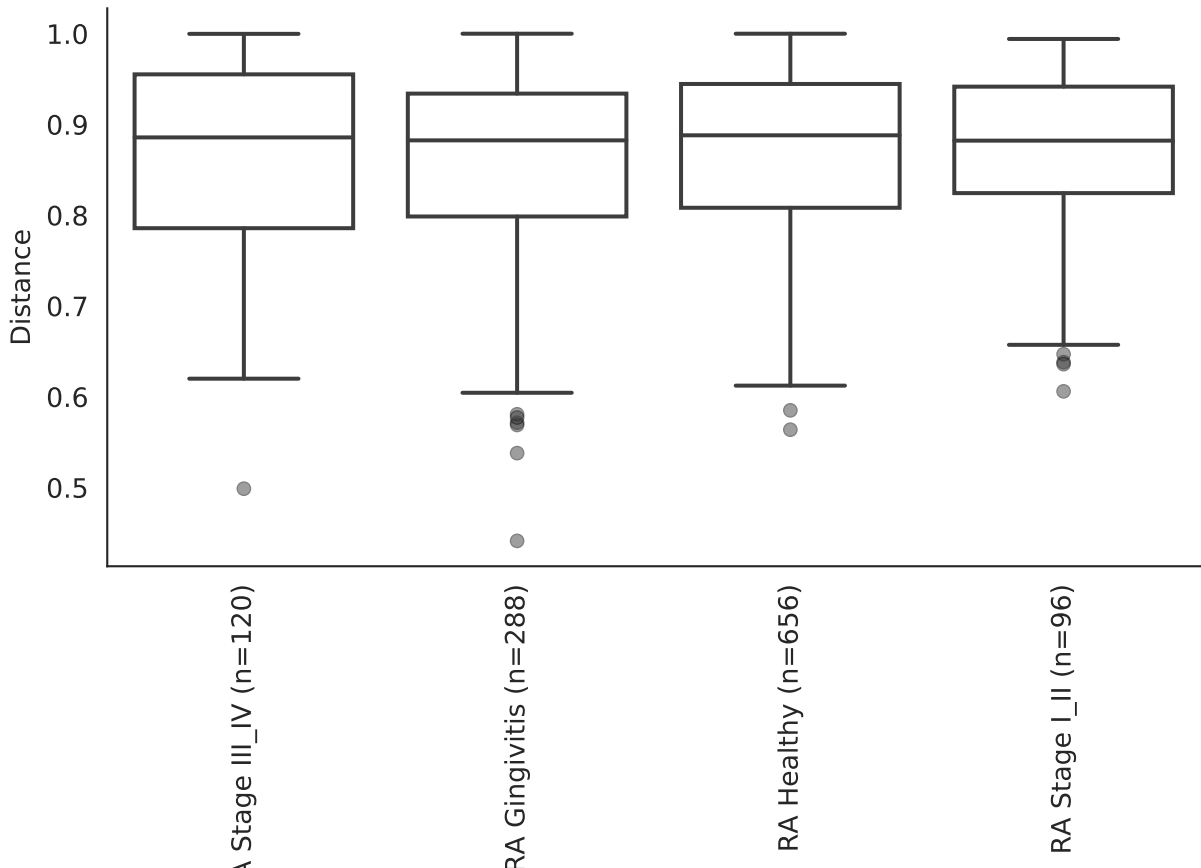 1.0
0.9
0.8
0.7
0.6
0.5
Distance
Stage III_IV (n=120)
RA Gingivitis (n=288)
RA Healthy (n=656)
RA Stage I_II (n=96)